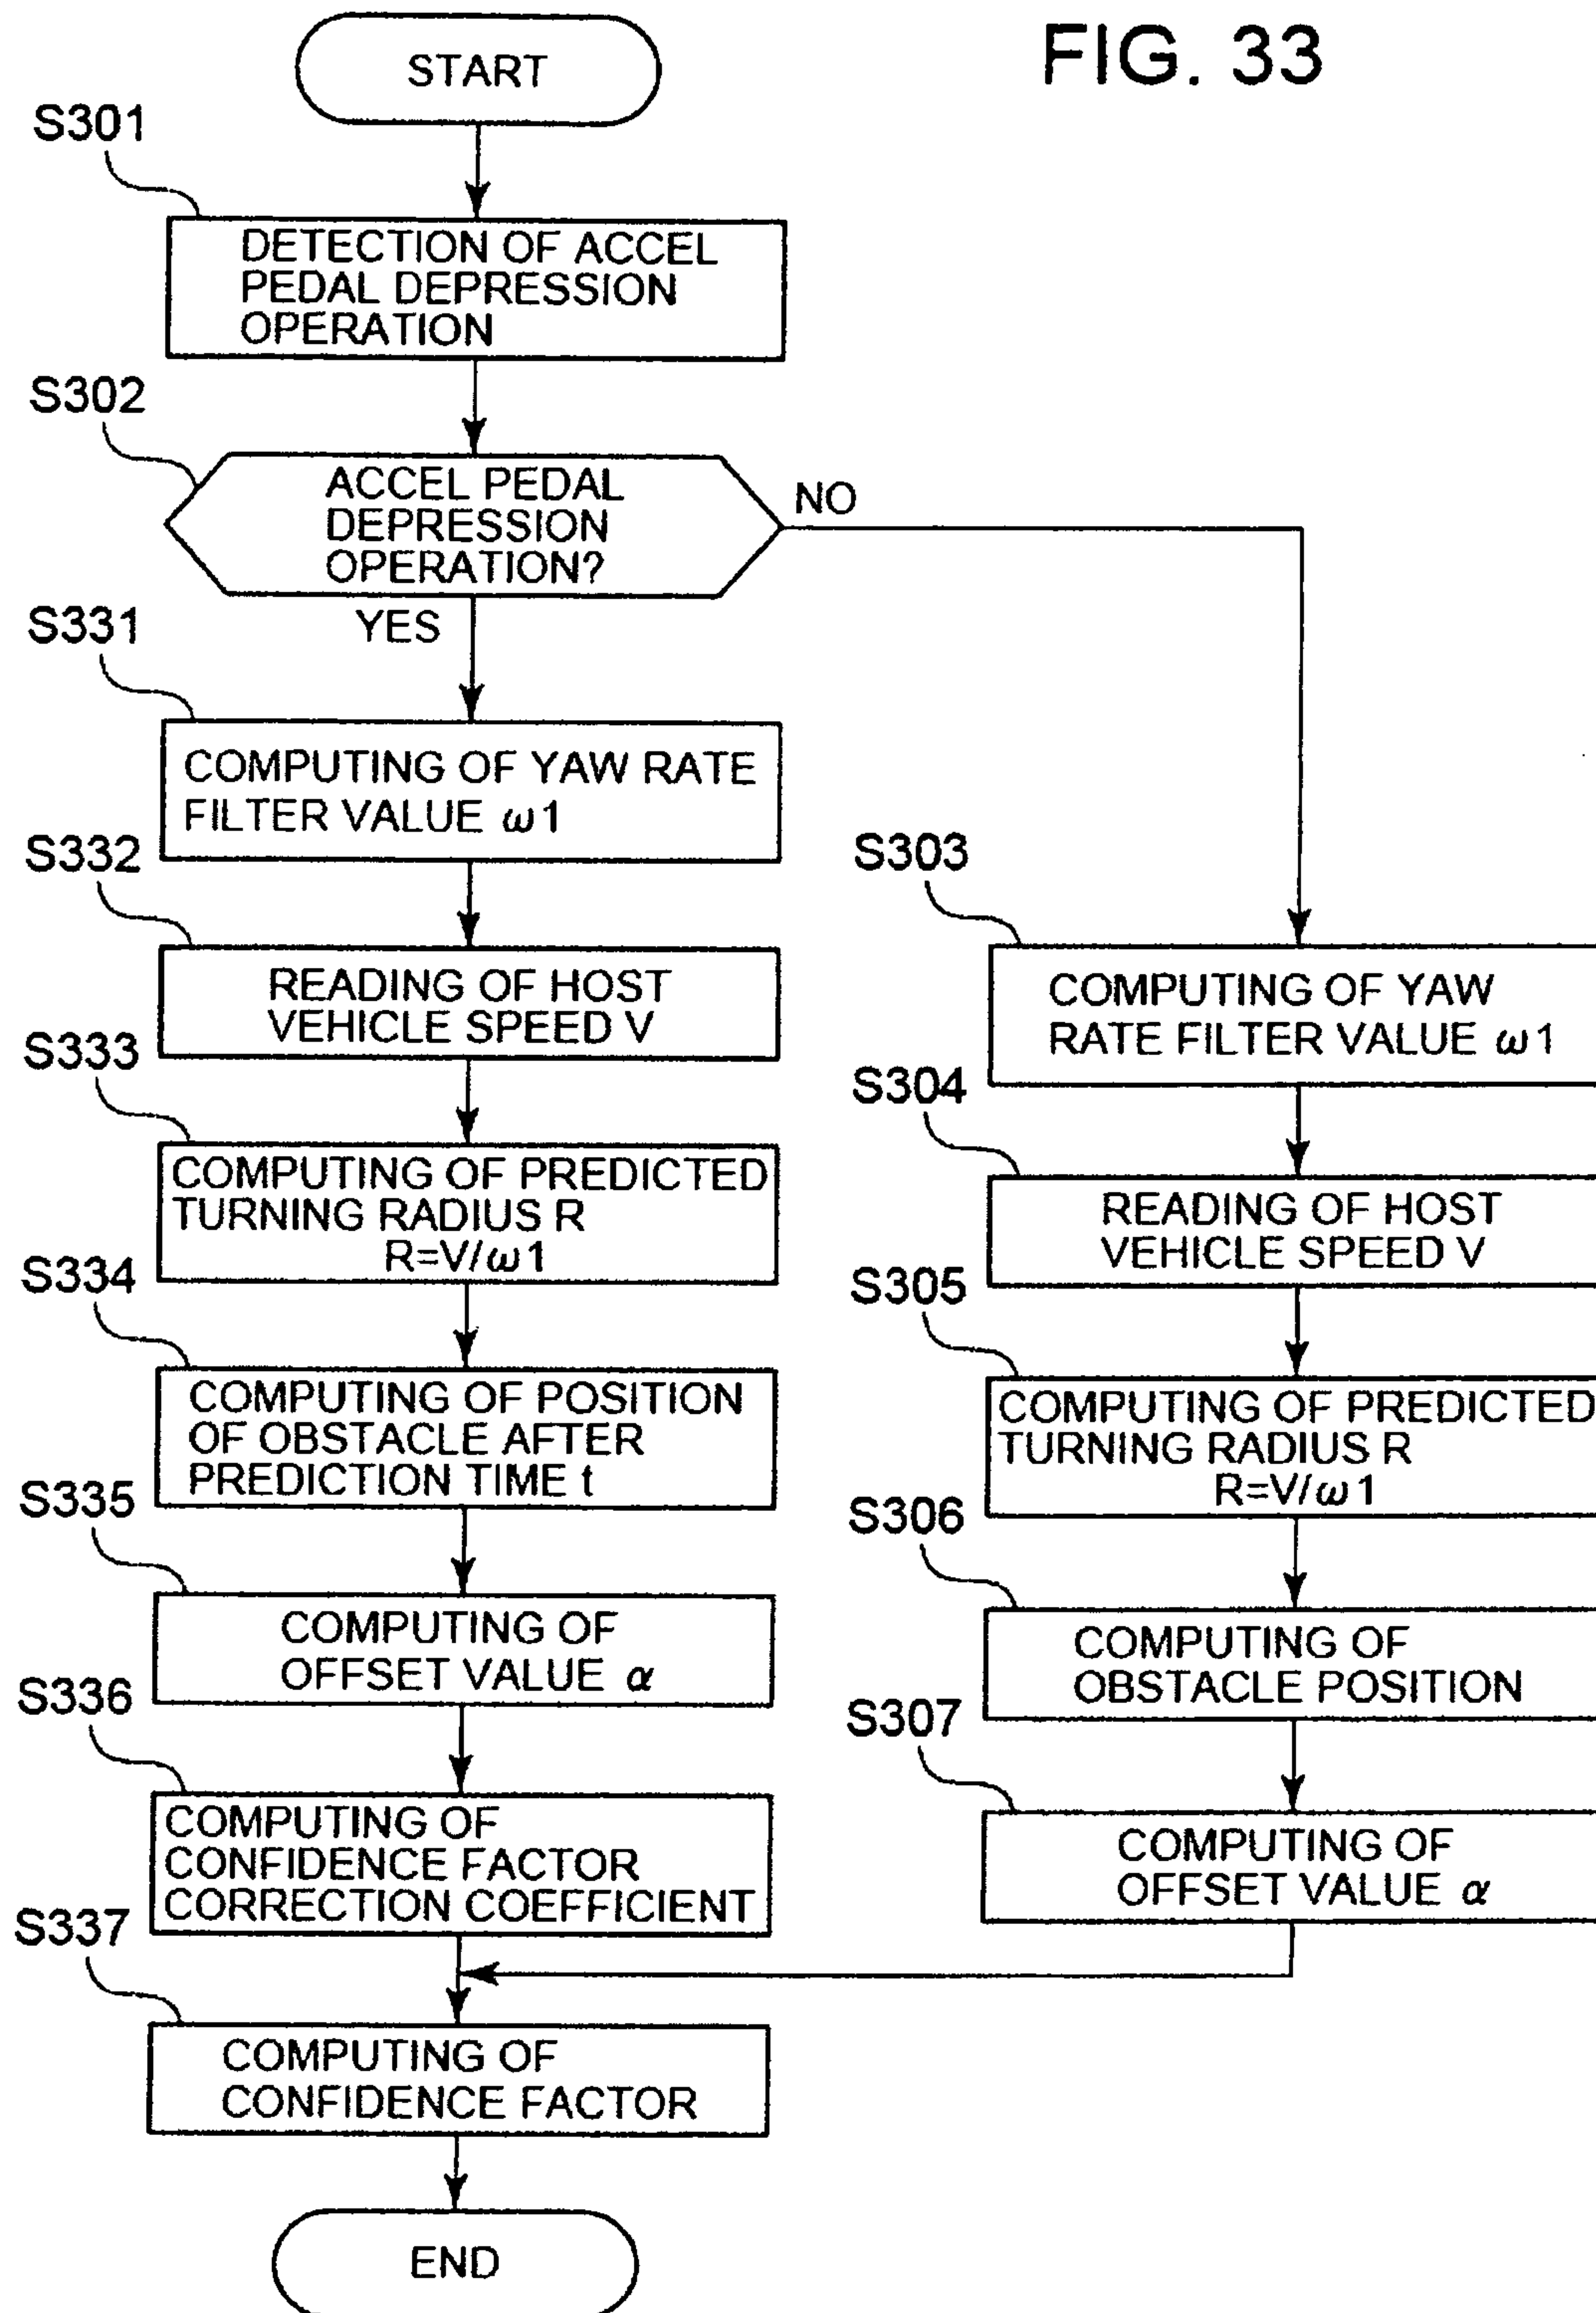 FIG. 33
START
S301
DETECTION OF ACCEL
PEDAL DEPRESSION
OPERATION
S302
ACCEL PEDAL
DEPRESSION
OPERATION?
NO
YES
S331
COMPUTING OF YAW RATE
FILTER VALUE ω1
S332
READING OF HOST
VEHICLE SPEED V
S333
COMPUTING OF PREDICTED
TURNING RADIUS R
R=V/ω1
S334
COMPUTING OF POSITION
OF OBSTACLE AFTER
PREDICTION TIME t
S335
COMPUTING OF
OFFSET VALUE α
S336
COMPUTING OF
CONFIDENCE FACTOR
CORRECTION COEFFICIENT
S303
COMPUTING OF YAW
RATE FILTER VALUE ω1
S304
READING OF HOST
VEHICLE SPEED V
S305
COMPUTING OF PREDICTED
TURNING RADIUS R
R=V/ω1
S306
COMPUTING OF
OBSTACLE POSITION
S307
COMPUTING OF
OFFSET VALUE α
S337
COMPUTING OF
CONFIDENCE FACTOR
END